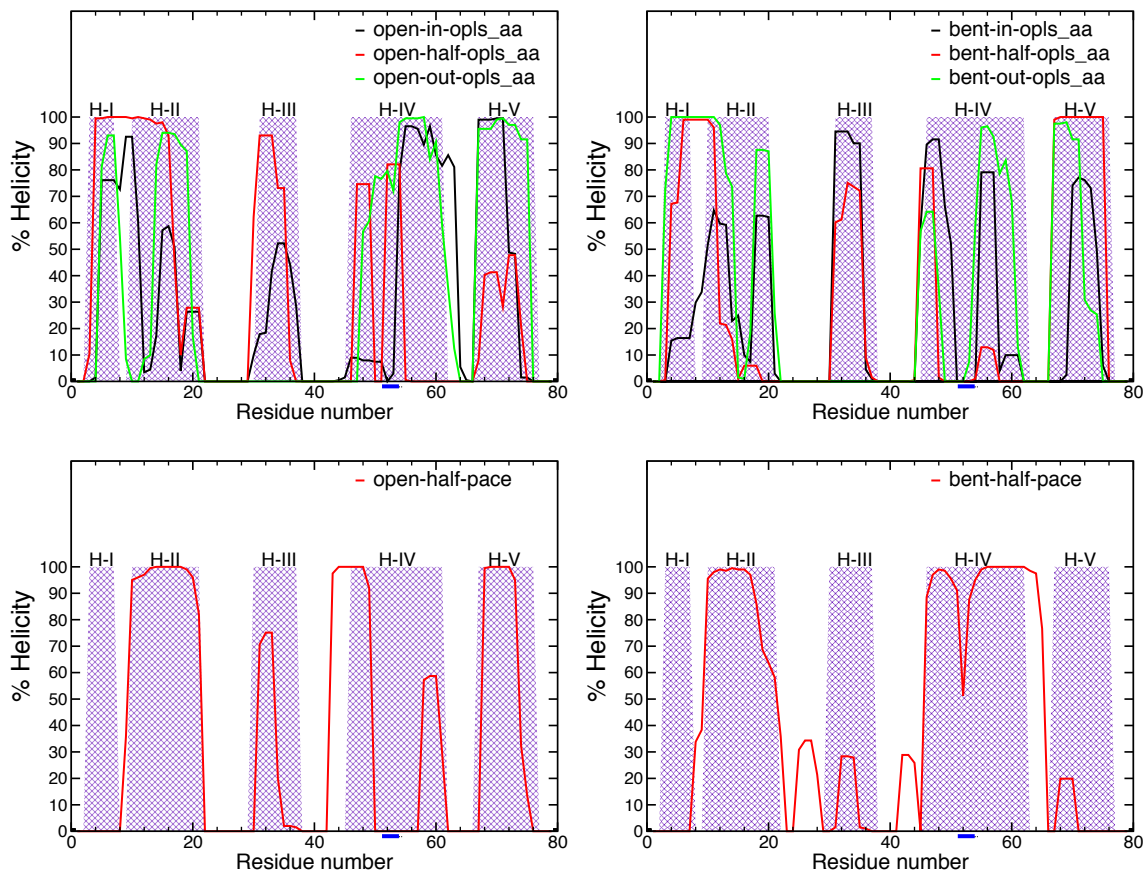 open-in-opls_aa
open-half-opls_aa
open-out-opls_aa
H-I H-II H-III H-IV H-V
100
90
80
70
60
50
40
30
20
10
0
% Helicity
0 20 40 60 80
Residue number
bent-in-opls_aa
bent-half-opls_aa
bent-out-opls_aa
H-I H-II H-III H-IV H-V
100
90
80
70
60
50
40
30
20
10
0
% Helicity
0 20 40 60 80
Residue number
open-half-pace
H-I H-II H-III H-IV H-V
100
90
80
70
60
50
40
30
20
10
0
% Helicity
0 20 40 60 80
Residue number
bent-half-pace
H-I H-II H-III H-IV H-V
100
90
80
70
60
50
40
30
20
10
0
% Helicity
0 20 40 60 80
Residue number